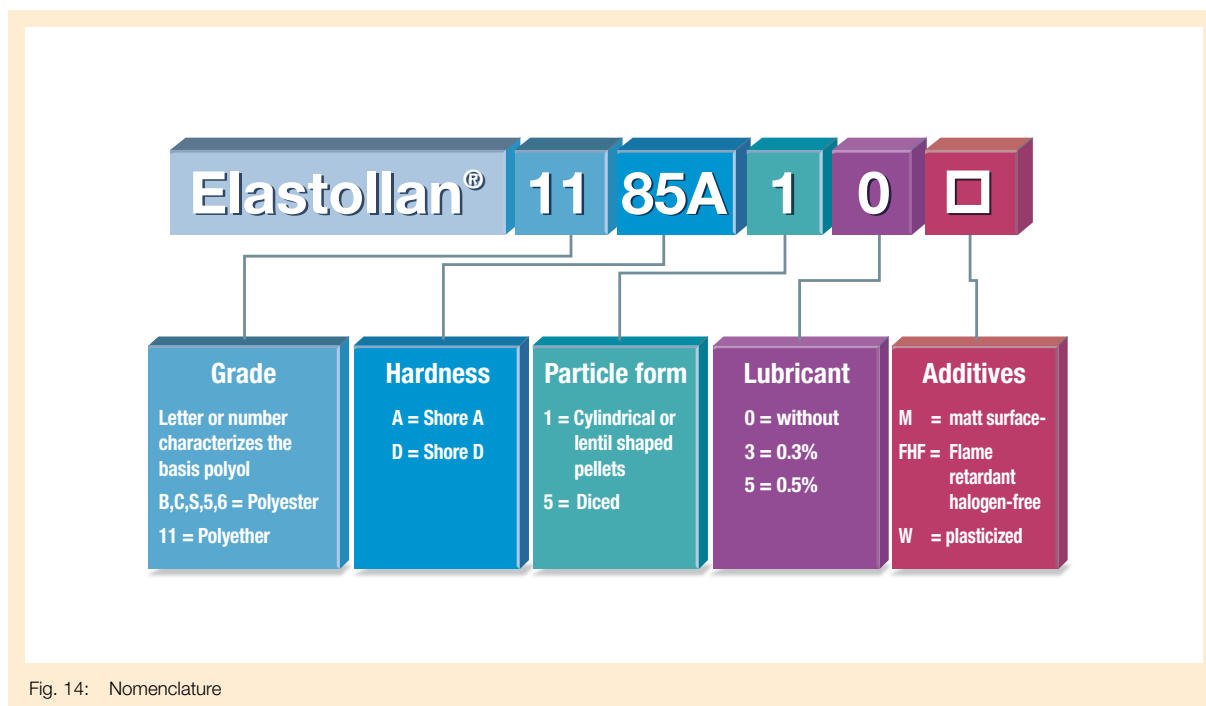 Elastollan® 11 85A 1 0 □
Grade
Letter or number
characterizes the
basis polyol
B,C,S,5,6 = Polyester
11 = Polyether
Hardness
A = Shore A
D = Shore D
Particle form
1 = Cylindrical or
lentil shaped
pellets
5 = Diced
Lubricant
0 = without
3 = 0.3%
5 = 0.5%
Additives
M = matt surface-
FHF = Flame
retardant
halogen-free
W = plasticized
Fig. 14: Nomenclature